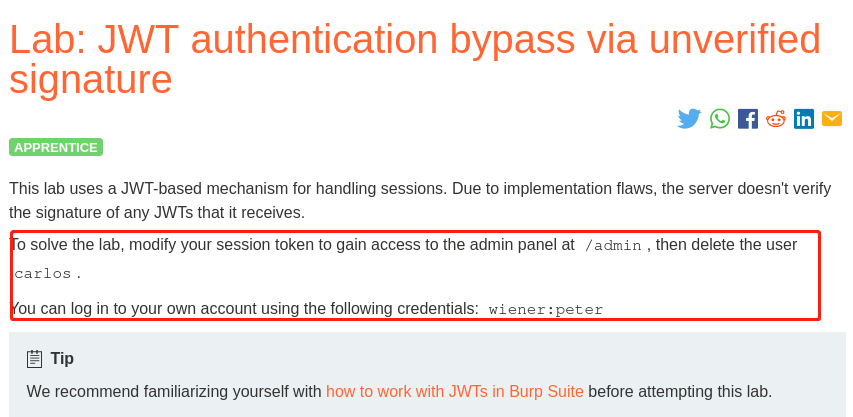 Lab: JWT authentication bypass via unverified
signature
APPRENTICE
This lab uses a JWT-based mechanism for handling sessions. Due to implementation flaws, the server doesn't verify
the signature of any JWTs that it receives.
To solve the lab, modify your session token to gain access to the admin panel at /admin, then delete the user
carlos.
You can log in to your own account using the following credentials: wiener:peter
Tip
We recommend familiarizing yourself with how to work with JWTs in Burp Suite before attempting this lab.